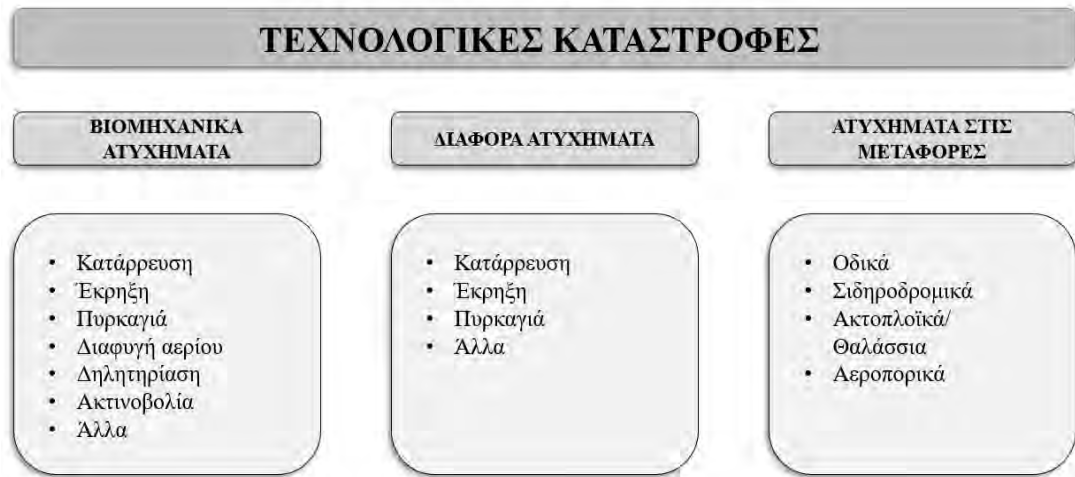 ΤΕΧΝΟΛΟΓΙΚΕΣ ΚΑΤΑΣΤΡΟΦΕΣ
ΒΙΟΜΗΧΑΝΙΚΑ
ΑΤΥΧΗΜΑΤΑ
• Κατάρρευση
• Έκρηξη
• Πυρκαγιά
• Διαφυγή αερίου
• Δηλητηρίαση
• Ακτινοβολία
• Άλλα
ΔΙΑΦΟΡΑ ΑΤΥΧΗΜΑΤΑ
• Κατάρρευση
• Έκρηξη
• Πυρκαγιά
• Άλλα
ΑΤΥΧΗΜΑΤΑ ΣΤΙΣ
ΜΕΤΑΦΟΡΕΣ
• Οδικά
• Σιδηροδρομικά
• Ακτοπλοϊκά/
Θαλάσσια
• Αεροπορικά